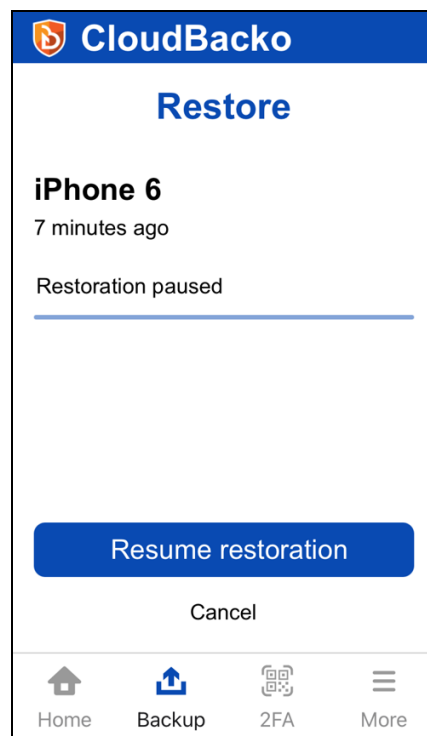 CloudBacko
Restore
iPhone 6
7 minutes ago
Restoration paused
Resume restoration
Cancel
Home Backup 2FA More